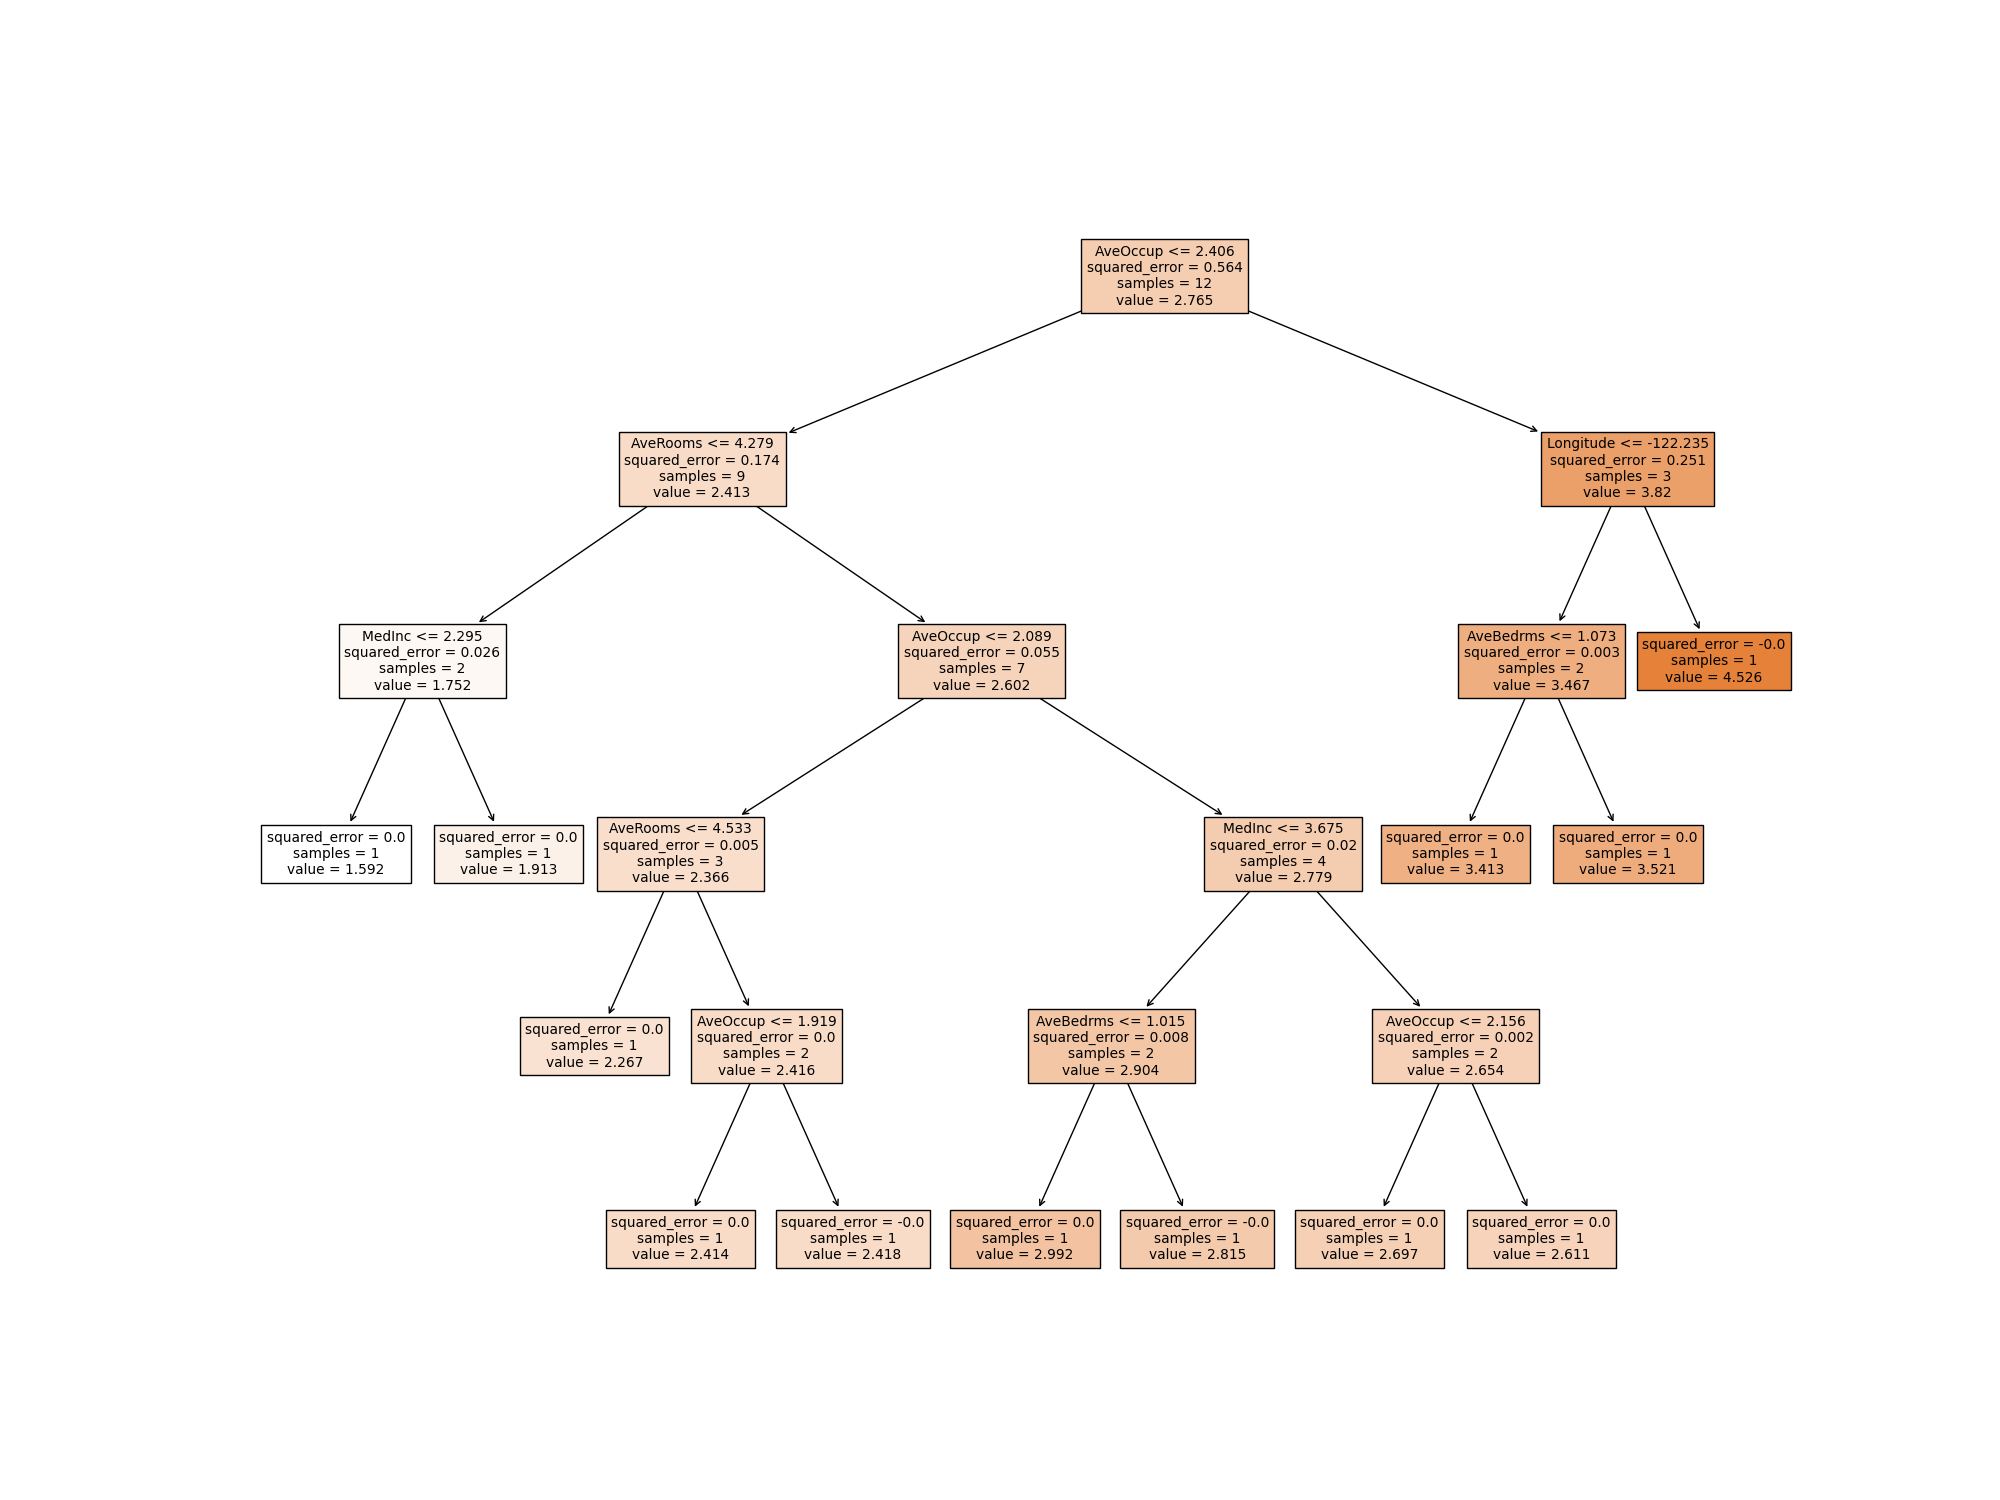 AveOccup <= 2.406
squared_error = 0.564
samples = 12
value = 2.765
AveRooms <= 4.279
squared_error = 0.174
samples = 9
value = 2.413
Longitude <= -122.235
squared_error = 0.251
samples = 3
value = 3.82
MedInc <= 2.295
squared_error = 0.026
samples = 2
value = 1.752
AveOccup <= 2.089
squared_error = 0.055
samples = 7
value = 2.602
AveBedrms <= 1.073
squared_error = 0.003
samples = 2
value = 3.467
squared_error = -0.0
samples = 1
value = 4.526
squared_error = 0.0
samples = 1
value = 1.592
squared_error = 0.0
samples = 1
value = 1.913
AveRooms <= 4.533
squared_error = 0.005
samples = 3
value = 2.366
MedInc <= 3.675
squared_error = 0.02
samples = 4
value = 2.779
squared_error = 0.0
samples = 1
value = 3.413
squared_error = 0.0
samples = 1
value = 3.521
squared_error = 0.0
samples = 1
value = 2.267
AveOccup <= 1.919
squared_error = 0.0
samples = 2
value = 2.416
AveBedrms <= 1.015
squared_error = 0.008
samples = 2
value = 2.904
AveOccup <= 2.156
squared_error = 0.002
samples = 2
value = 2.654
squared_error = 0.0
samples = 1
value = 2.414
squared_error = -0.0
samples = 1
value = 2.418
squared_error = 0.0
samples = 1
value = 2.992
squared_error = -0.0
samples = 1
value = 2.815
squared_error = 0.0
samples = 1
value = 2.697
squared_error = 0.0
samples = 1
value = 2.611